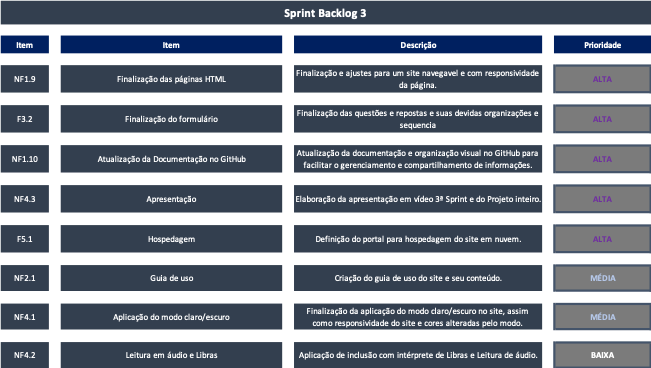 Sprint Backlog 3
Item Item Descrição Prioridade
NF1.9 Finalização das páginas HTML Finalização e ajustes para um site navegavel e com responsividade da página. ALTA
F3.2 Finalização do formulário Finalização das questões e repostas e suas devidas organizações e sequencia ALTA
NF1.10 Atualização da Documentação no GitHub Atualização da documentação e organização visual no GitHub para facilitar o gerenciamento e compartilhamento de informações. ALTA
NF4.3 Apresentação Elaboração da apresentação em vídeo 3ª Sprint e do Projeto inteiro. ALTA
F5.1 Hospedagem Definição do portal para hospedagem do site em nuvem. ALTA
NF2.1 Guia de uso Criação do guia de uso do site e seu conteúdo. MÉDIA
NF4.1 Aplicação do modo claro/escuro Finalização da aplicação do modo claro/escuro no site, assim como responsividade do site e cores alteradas pelo modo. MÉDIA
NF4.2 Leitura em áudio e Libras Aplicação de inclusão com intérprete de Libras e Leitura de áudio. BAIXA